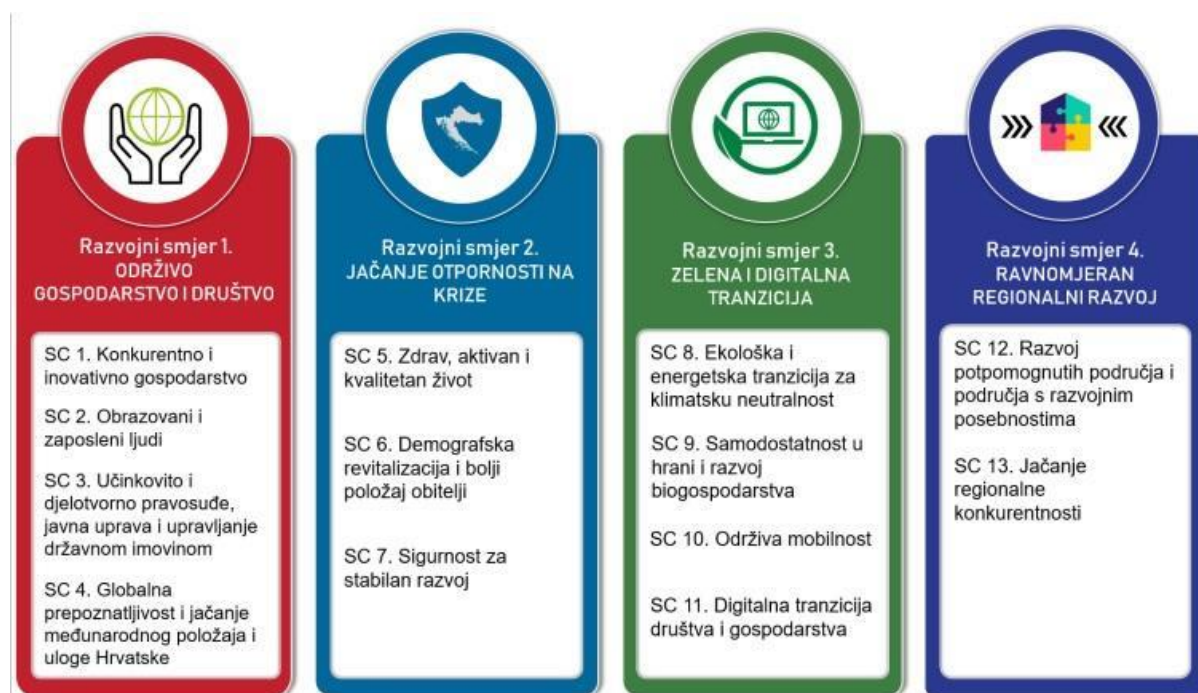 Razvojni smjer 1.
ODRŽIVO
GOSPODARSTVO I DRUŠTVO
SC 1. Konkurentno i
inovativno gospodarstvo
SC 2. Obrazovani i
zaposleni ljudi
SC 3. Učinkovito i
djelotvorno pravosuđe,
javna uprava i upravljanje
državnom imovinom
SC 4. Globalna
prepoznatljivost i jačanje
međunarodnog položaja i
uloge Hrvatske
Razvojni smjer 2.
JAČANJE OTPORNOSTI NA
KRIZE
SC 5. Zdrav, aktivan i
kvalitetan život
SC 6. Demografska
revitalizacija i bolji
položaj obitelji
SC 7. Sigurnost za
stabilan razvoj
Razvojni smjer 3.
ZELENA I DIGITALNA
TRANZICIJA
SC 8. Ekološka i
energetska tranzicija za
klimatsku neutralnost
SC 9. Samodostatnost u
hrani i razvoj
biogospodarstva
SC 10. Održiva mobilnost
SC 11. Digitalna tranzicija
društva i gospodarstva
Razvojni smjer 4.
RAVNOMJERAN
REGIONALNI RAZVOJ
SC 12. Razvoj
potpomognutih područja i
područja s razvojnim
posebnostima
SC 13. Jačanje
regionalne
konkurentnosti